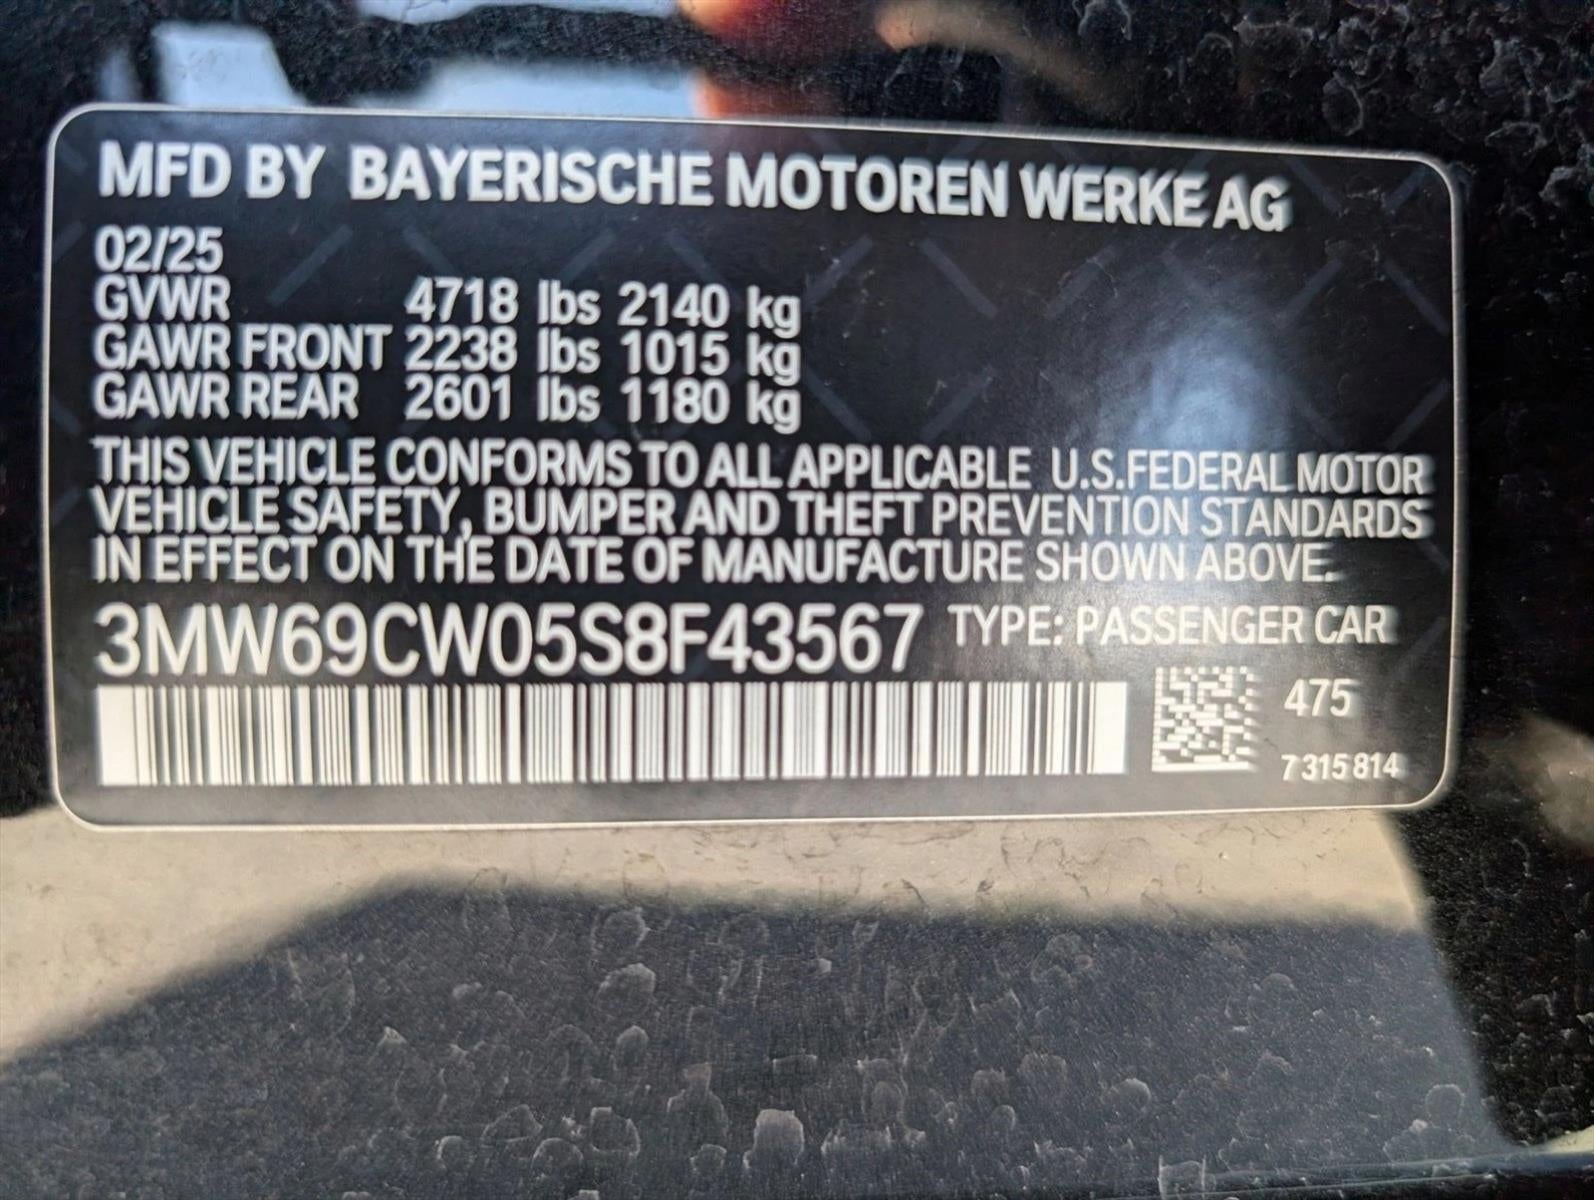 MFD BY BAYERISCHE MOTOREN WERKE AG
02/25
GVWR 4718 lbs 2140 kg
GAWR FRONT 2238 lbs 1015 kg
GAWR REAR 2601 lbs 1180 kg
THIS VEHICLE CONFORMS TO ALL APPLICABLE U.S.FEDERAL MOTOR
VEHICLE SAFETY, BUMPER AND THEFT PREVENTION STANDARDS
IN EFFECT ON THE DATE OF MANUFACTURE SHOWN ABOVE.
3MW69CW05S8F43567 TYPE: PASSENGER CAR
475
7315814